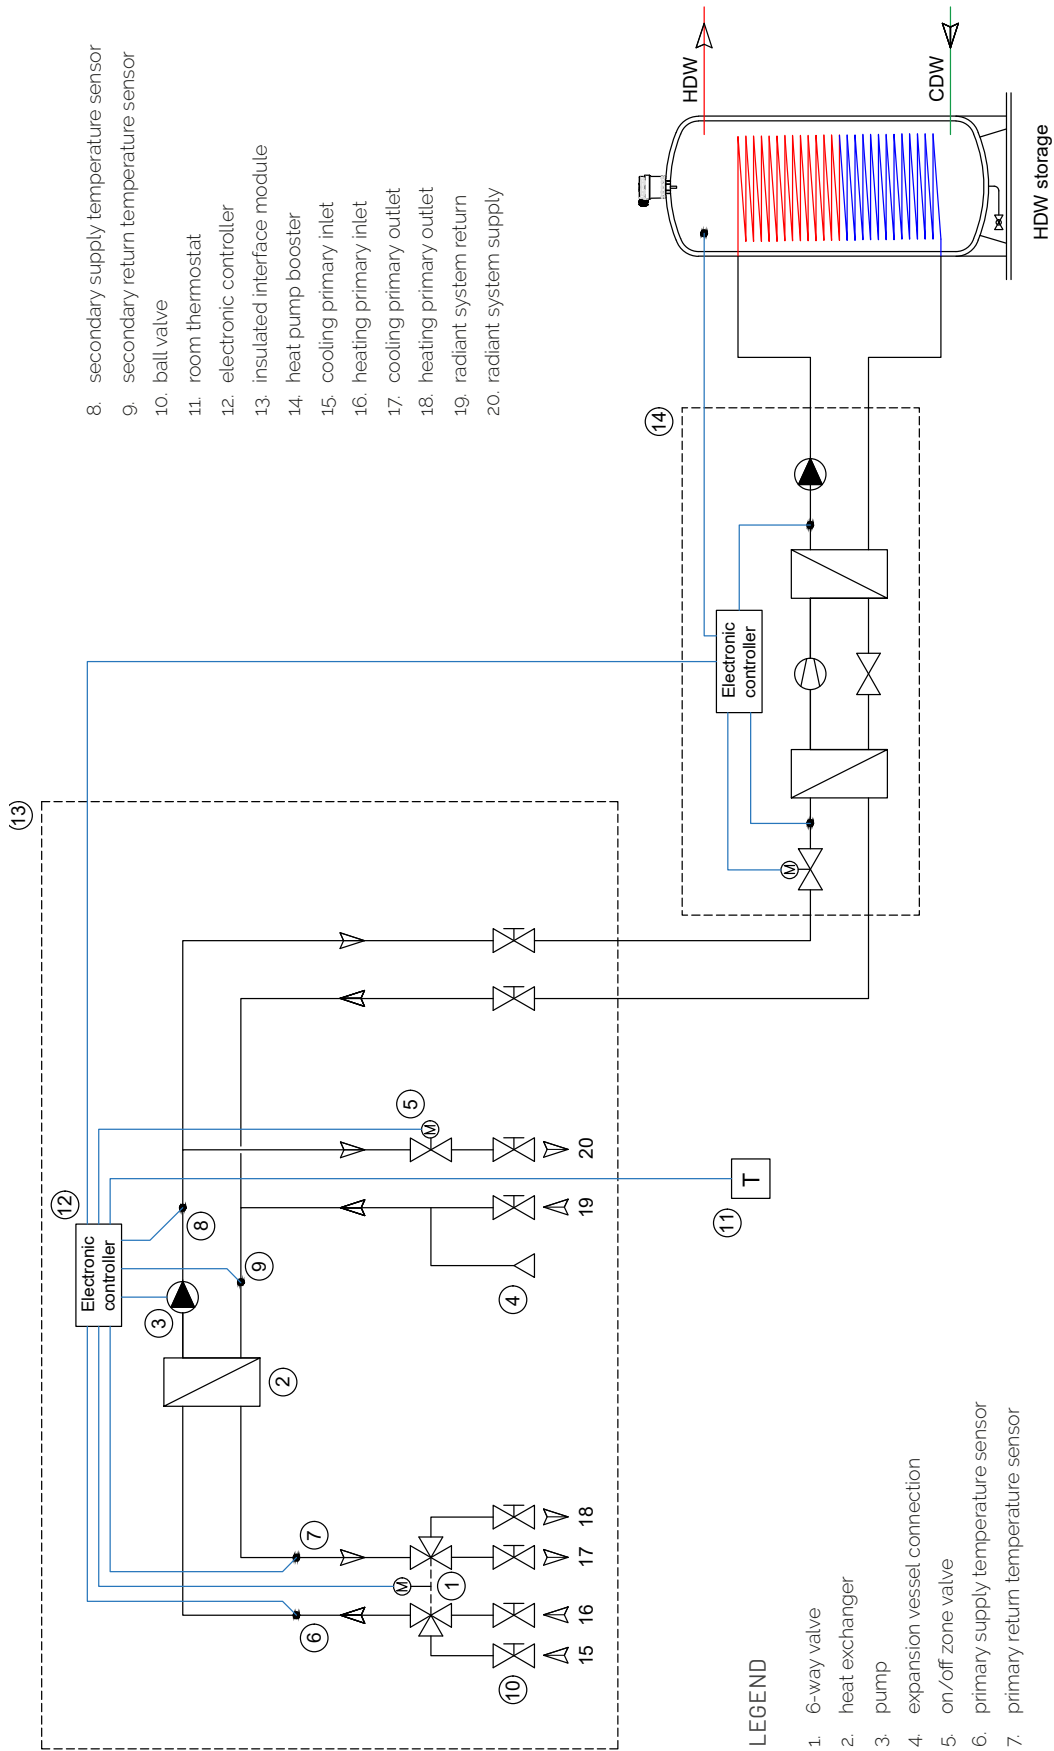 8. secondary supply temperature sensor
9. secondary return temperature sensor
10. ball valve
11. room thermostat
12. electronic controller
13. insulated interface module
14. heat pump booster
15. cooling primary inlet
16. heating primary inlet
17. cooling primary outlet
18. heating primary outlet
19. radiant system return
20. radiant system supply
HDW
CDW
HDW storage
14
Electronic
controller
M
13
12
Electronic
controller
3
8
9
2
5
M
20
19
4
11
T
7
6
M
1
18
17
16
15
10
LEGEND
1. 6-way valve
2. heat exchanger
3. pump
4. expansion vessel connection
5. on/off zone valve
6. primary supply temperature sensor
7. primary return temperature sensor